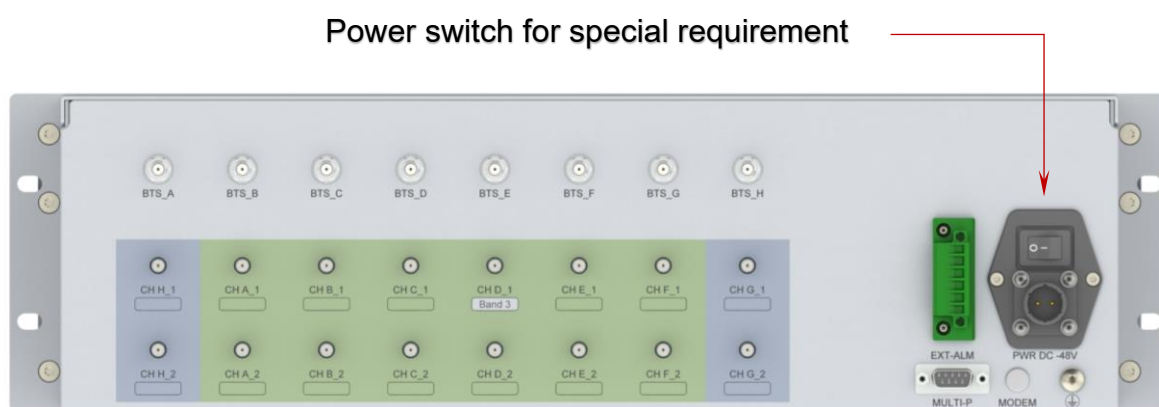 Power switch for special requirement
BTS_A BTS_B BTS_C BTS_D BTS_E BTS_F BTS_G BTS_H
CH H_1 CH A_1 CH B_1 CH C_1 CH D_1 CH E_1 CH F_1 CH G_1
Band 3
CH H_2 CH A_2 CH B_2 CH C_2 CH D_2 CH E_2 CH F_2 CH G_2
EXT-ALM PWR DC -48V
MULTI-P MODEM